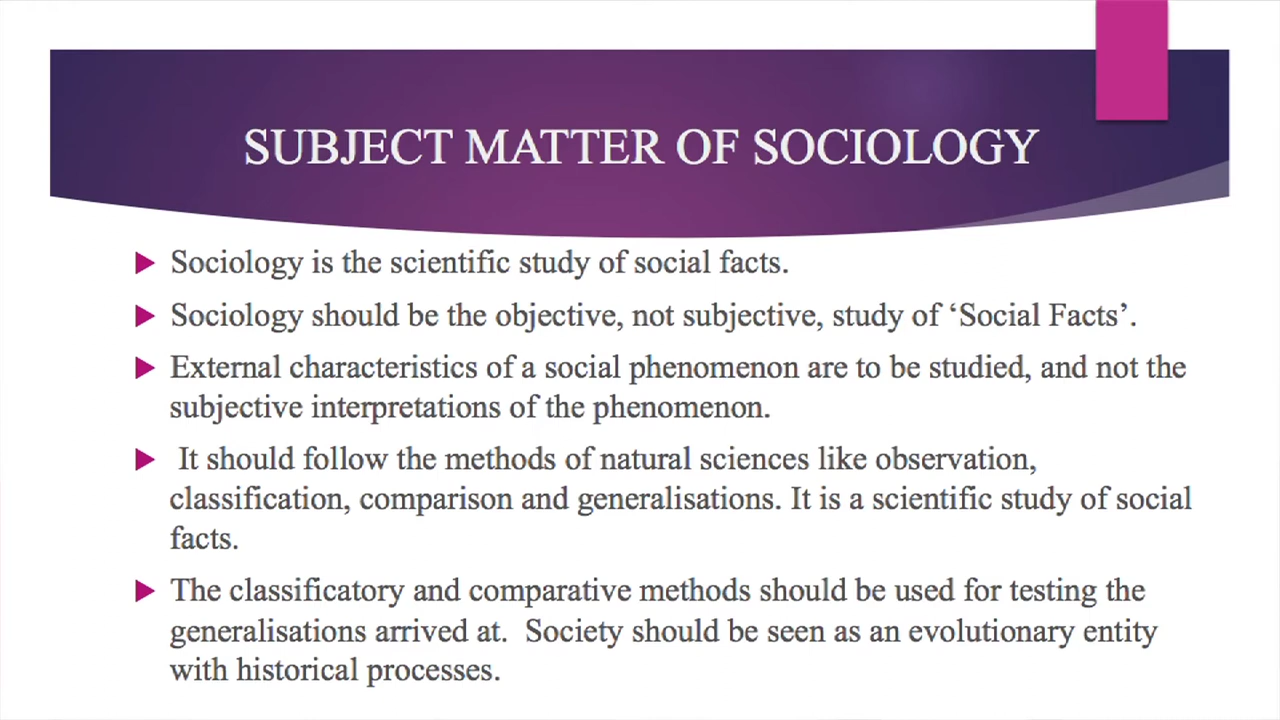 SUBJECT MATTER OF SOCIOLOGY
Sociology is the scientific study of social facts.
Sociology should be the objective, not subjective, study of ‘Social Facts’.
External characteristics of a social phenomenon are to be studied, and not the
subjective interpretations of the phenomenon.
It should follow the methods of natural sciences like observation,
classification, comparison and generalisations. It is a scientific study of social
facts.
The classificatory and comparative methods should be used for testing the
generalisations arrived at.  Society should be seen as an evolutionary entity
with historical processes.